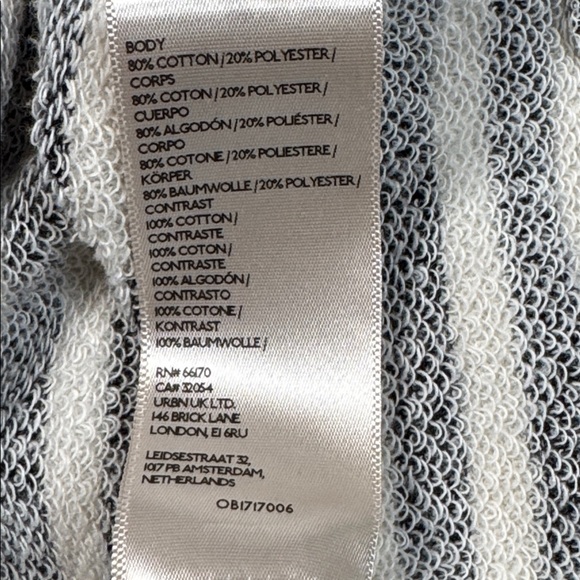 BODY
80% COTTON / 20% POLYESTER /
CORPS
80% COTON / 20% POLYESTER /
CUERPO
80% ALGODÓN / 20% POLIÉSTER /
CORPO
80% COTONE / 20% POLIESTERE /
KÖRPER
80% BAUMWOLLE / 20% POLYESTER /
CONTRAST
100% COTTON /
CONTRASTE
100% COTON /
CONTRASTE
100% ALGODÓN /
CONTRASTO
100% COTONE /
KONTRAST
100% BAUMWOLLE /
RN# 66170
CA# 32054
URBN UK LTD.
146 BRICK LANE
LONDON, E1 6RU
LEIDSESTRAAT 32,
1017 PB AMSTERDAM,
NETHERLANDS
OB1717006